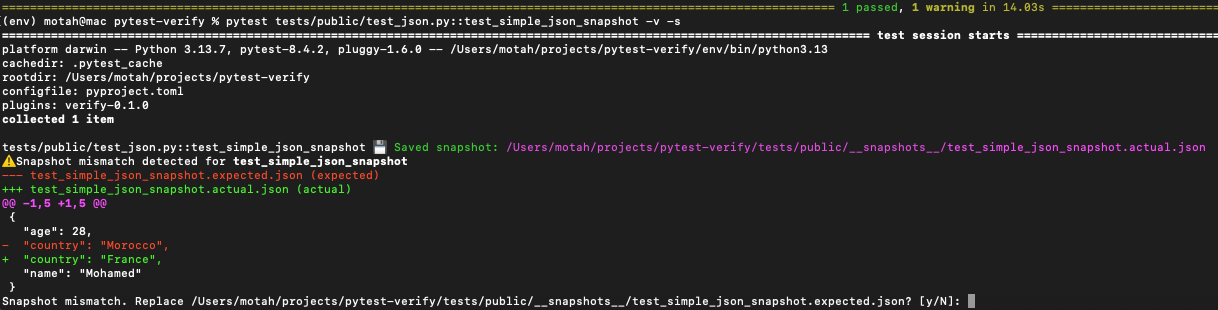 ============ 1 passed, 1 warning in 14.03s ============
(env) motah@mac pytest-verify % pytest tests/public/test_json.py::test_simple_json_snapshot -v -s
============ test session starts ============
platform darwin -- Python 3.13.7, pytest-8.4.2, pluggy-1.6.0 -- /Users/motah/projects/pytest-verify/env/bin/python3.13
cachedir: .pytest_cache
rootdir: /Users/motah/projects/pytest-verify
configfile: pyproject.toml
plugins: verify-0.1.0
collected 1 item
tests/public/test_json.py::test_simple_json_snapshot 💾 Saved snapshot: /Users/motah/projects/pytest-verify/tests/public/__snapshots__/test_simple_json_snapshot.actual.json
⚠️Snapshot mismatch detected for test_simple_json_snapshot
--- test_simple_json_snapshot.expected.json (expected)
+++ test_simple_json_snapshot.actual.json (actual)
@@ -1,5 +1,5 @@
 {
   "age": 28,
-  "country": "Morocco",
+  "country": "France",
   "name": "Mohamed"
 }
Snapshot mismatch. Replace /Users/motah/projects/pytest-verify/tests/public/__snapshots__/test_simple_json_snapshot.expected.json? [y/N]: